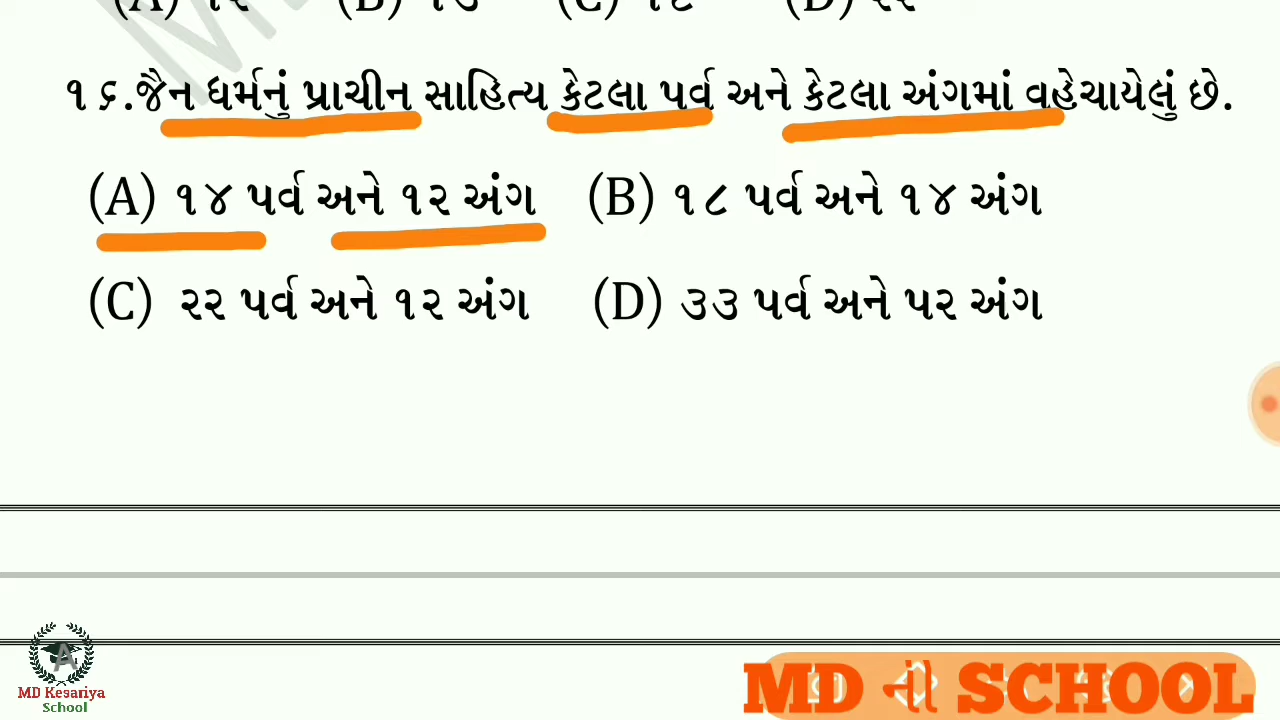 ૧૬.જૈન ધર્મનું પ્રાચીન સાહિત્ય કેટલા પર્વ અને કેટલા અંગમાં વહેચાયેલું છે.
(A) ૧૪ પર્વ અને ૧૨ અંગ (B) ૧૮ પર્વ અને ૧૪ અંગ
(C) ૨૨ પર્વ અને ૧૨ અંગ (D) ૩૩ પર્વ અને ૫૨ અંગ
A
MD Kesariya
School
MD ની SCHOOL